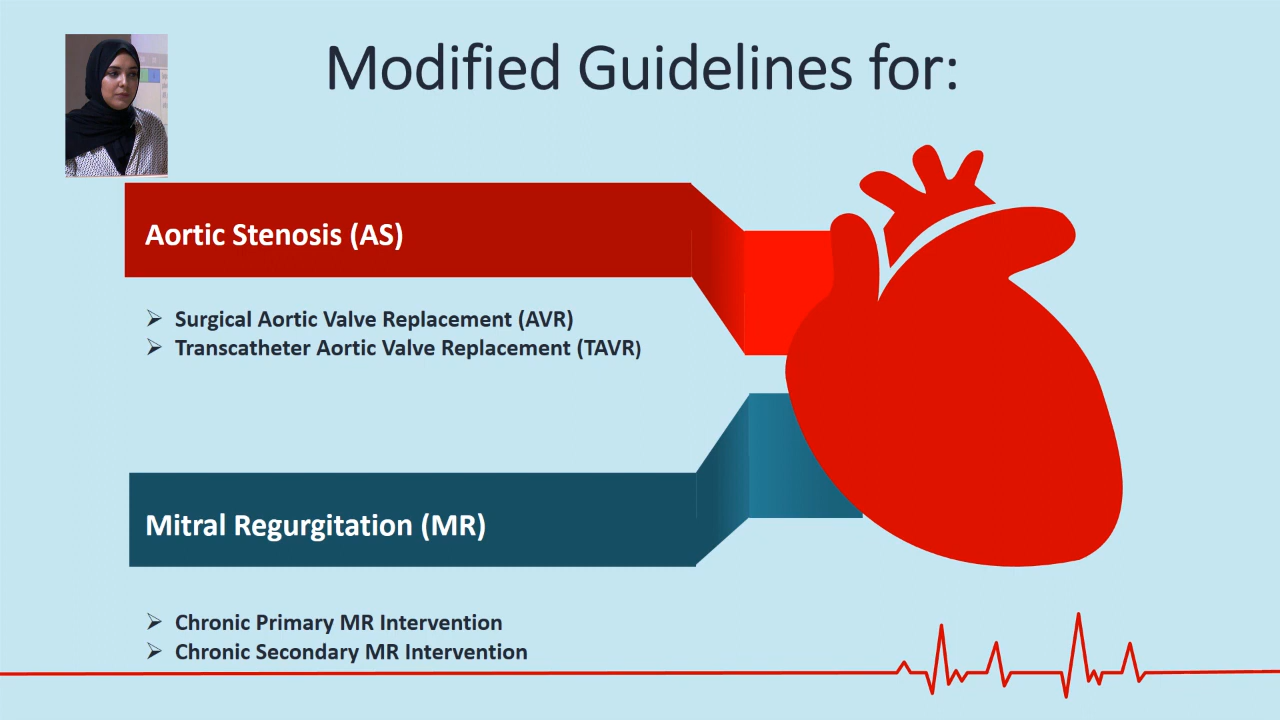 Modified Guidelines for:
Aortic Stenosis (AS)
Surgical Aortic Valve Replacement (AVR)
Transcatheter Aortic Valve Replacement (TAVR)
Mitral Regurgitation (MR)
Chronic Primary MR Intervention
Chronic Secondary MR Intervention